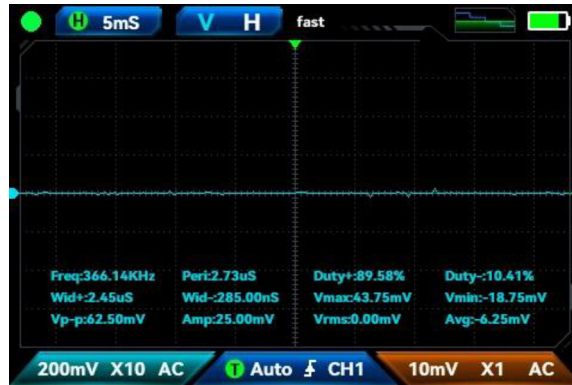 H 5mS V H fast
Freq:366.14KHz Peri:2.73uS Duty+:89.58% Duty-:10.41%
Wid+:2.45uS Wid-:285.00nS Vmax:43.75mV Vmin:-18.75mV
Vp-p:62.50mV Amp:25.00mV Vrms:0.00mV Avg:-6.25mV
200mV X10 AC T Auto CH1 10mV X1 AC